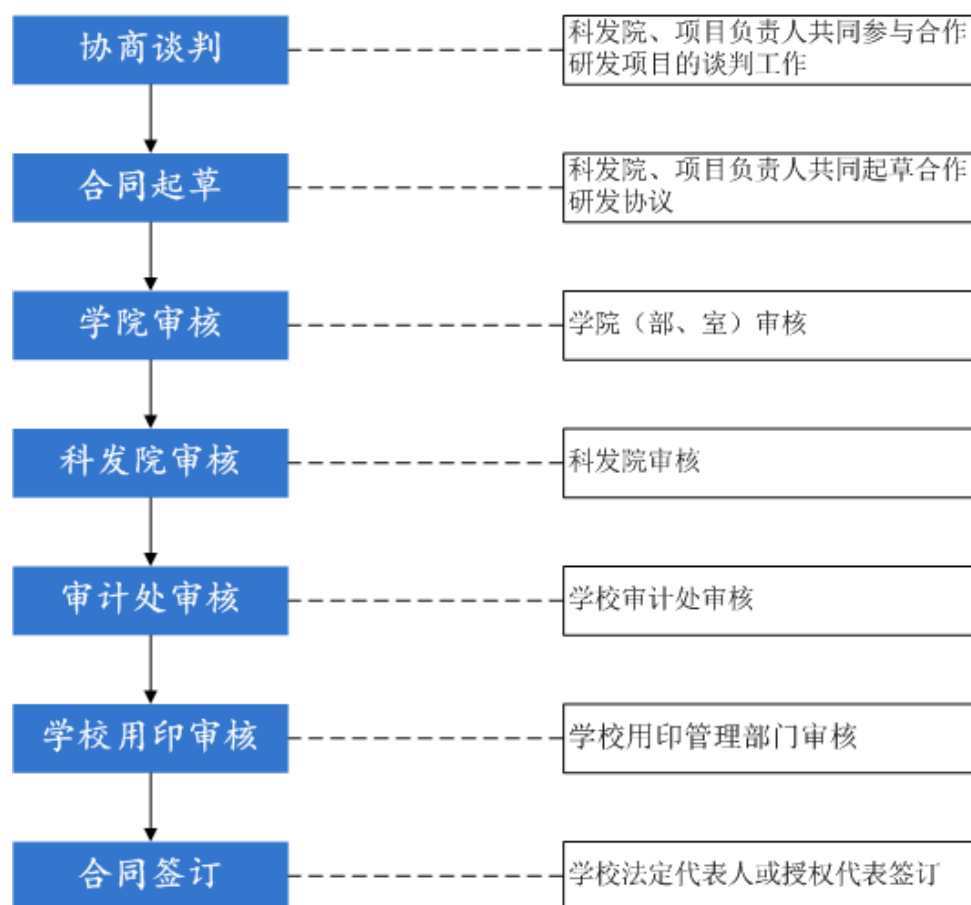 协商谈判
科发院、项目负责人共同参与合作
研发项目的谈判工作
合同起草
科发院、项目负责人共同起草合作
研发协议
学院审核
学院（部、室）审核
科发院审核
科发院审核
审计处审核
学校审计处审核
学校用印审核
学校用印管理部门审核
合同签订
学校法定代表人或授权代表签订